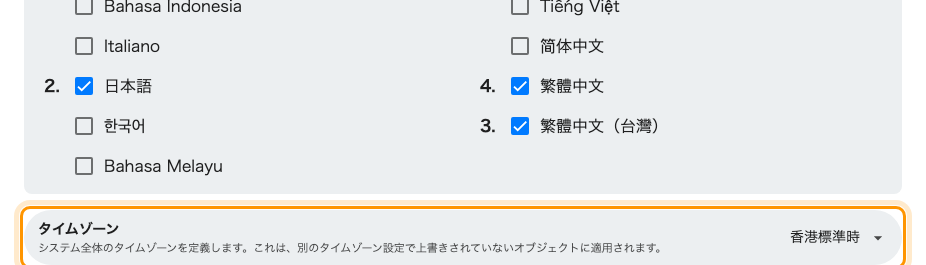 Bahasa Indonesia
Tiếng Việt
Italiano
简体中文
2. 日本語
4. 繁體中文
한국어
3. 繁體中文（台灣）
Bahasa Melayu
タイムゾーン
システム全体のタイムゾーンを定義します。これは、別のタイムゾーン設定で上書きされていないオブジェクトに適用されます。
香港標準時